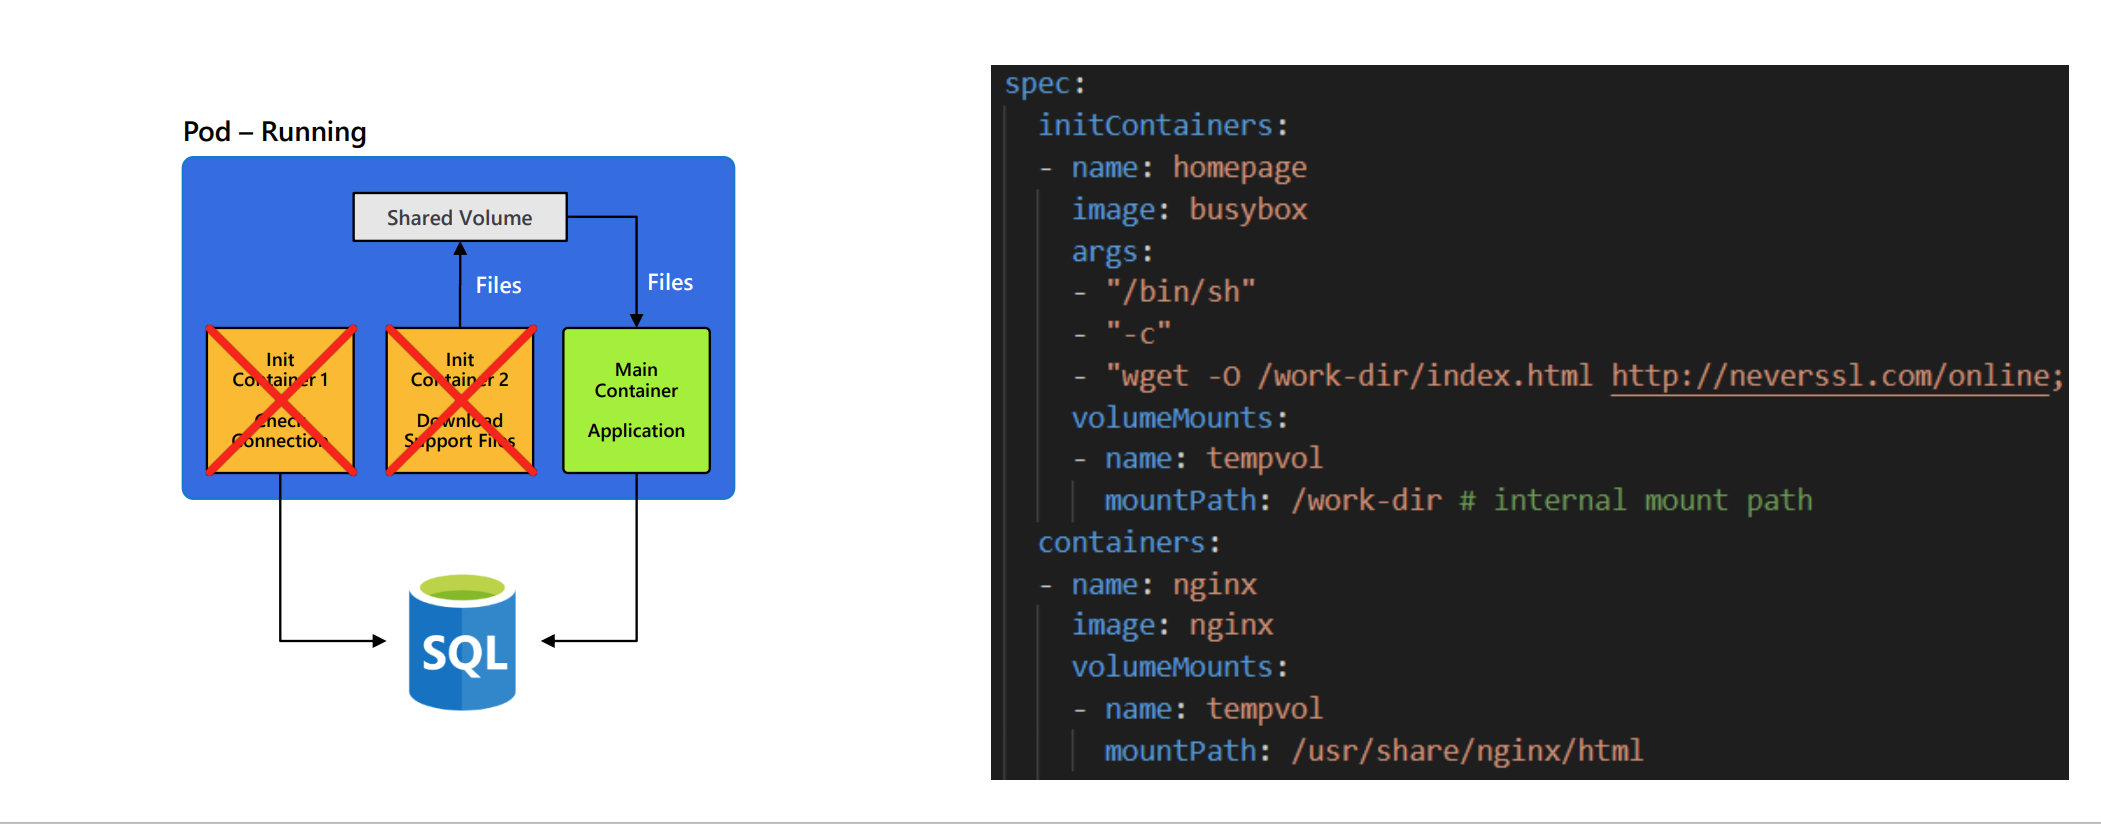 Pod – Running
Shared Volume
Files
Files
Init
Container 1
Check
Connection
Init
Container 2
Download
Support Files
Main
Container
Application
SQL
spec:
initContainers:
- name: homepage
image: busybox
args:
- "/bin/sh"
- "-c"
- "wget -O /work-dir/index.html http://neverssl.com/online;
volumeMounts:
- name: tempvol
mountPath: /work-dir # internal mount path
containers:
- name: nginx
image: nginx
volumeMounts:
- name: tempvol
mountPath: /usr/share/nginx/html